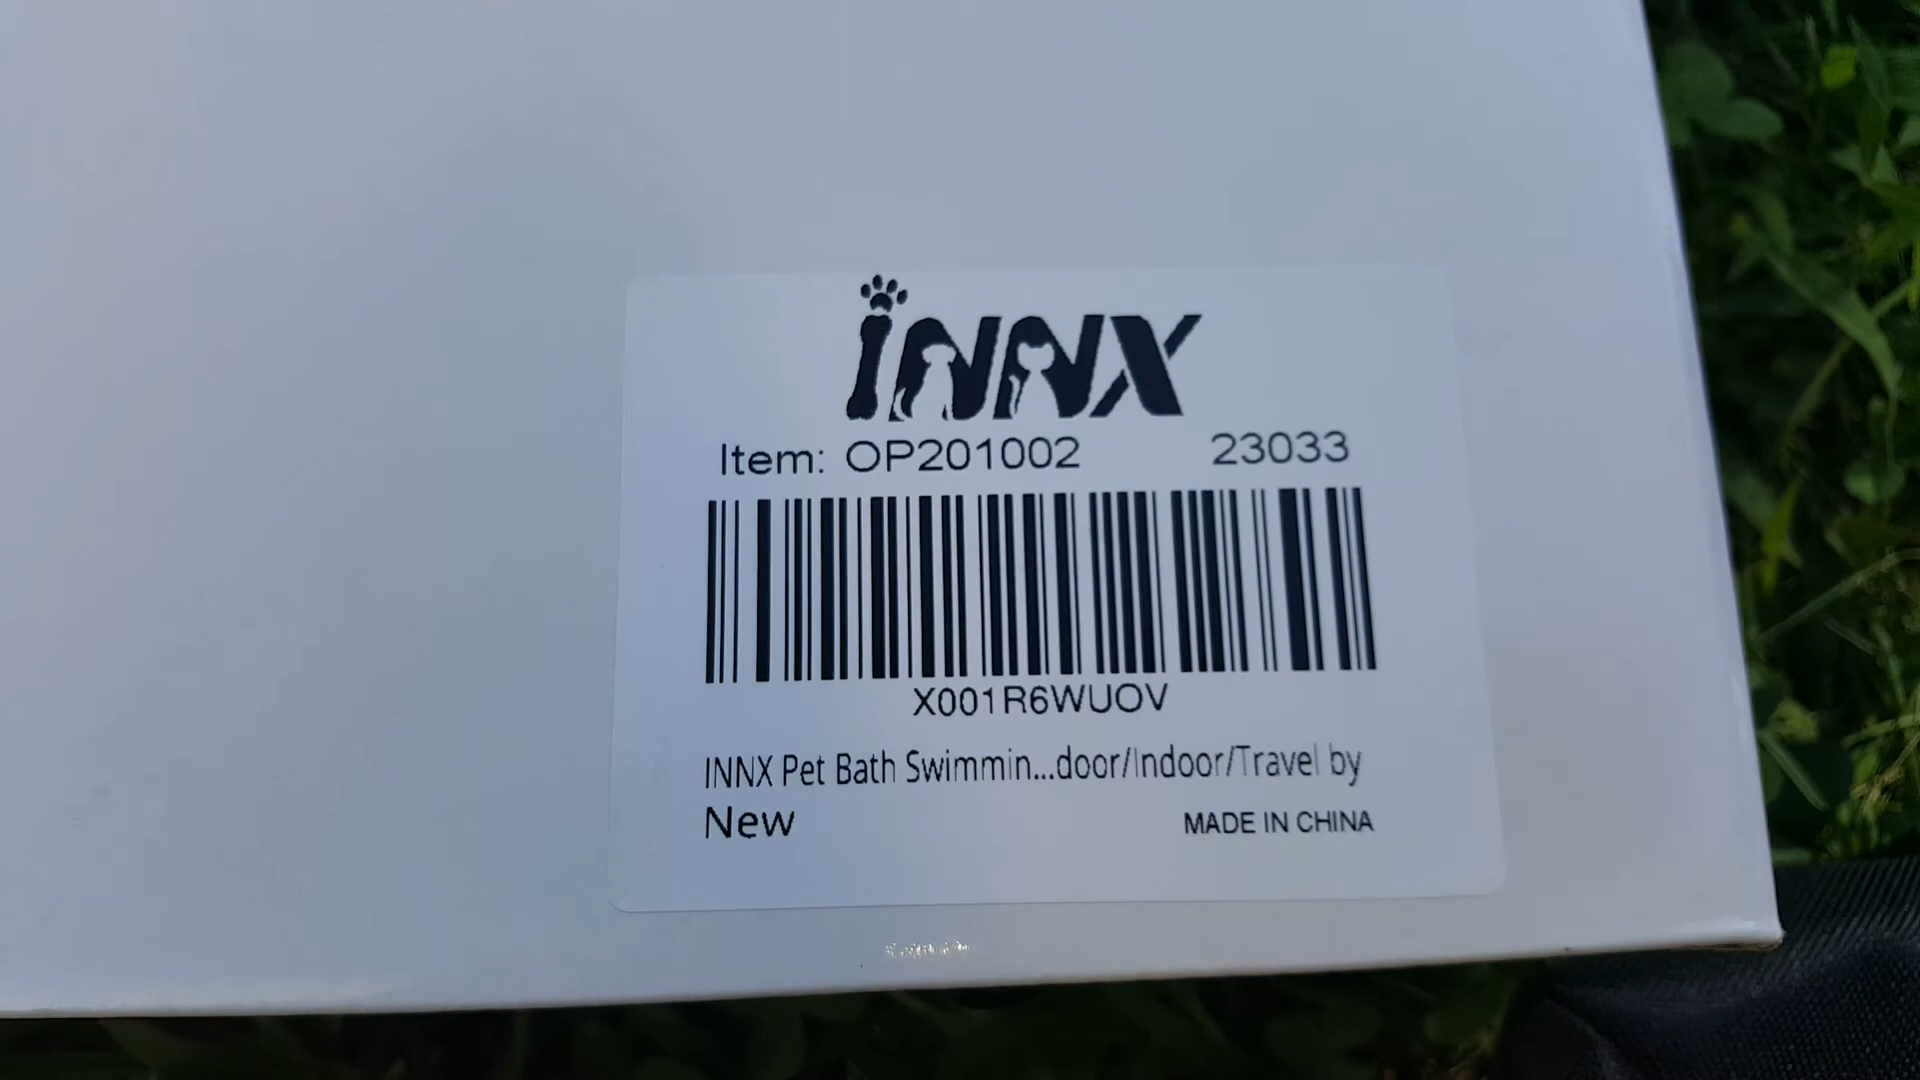 INNX
Item: OP201002 23033
X001R6WUOV
INNX Pet Bath Swimmin...door/Indoor/Travel by
New MADE IN CHINA